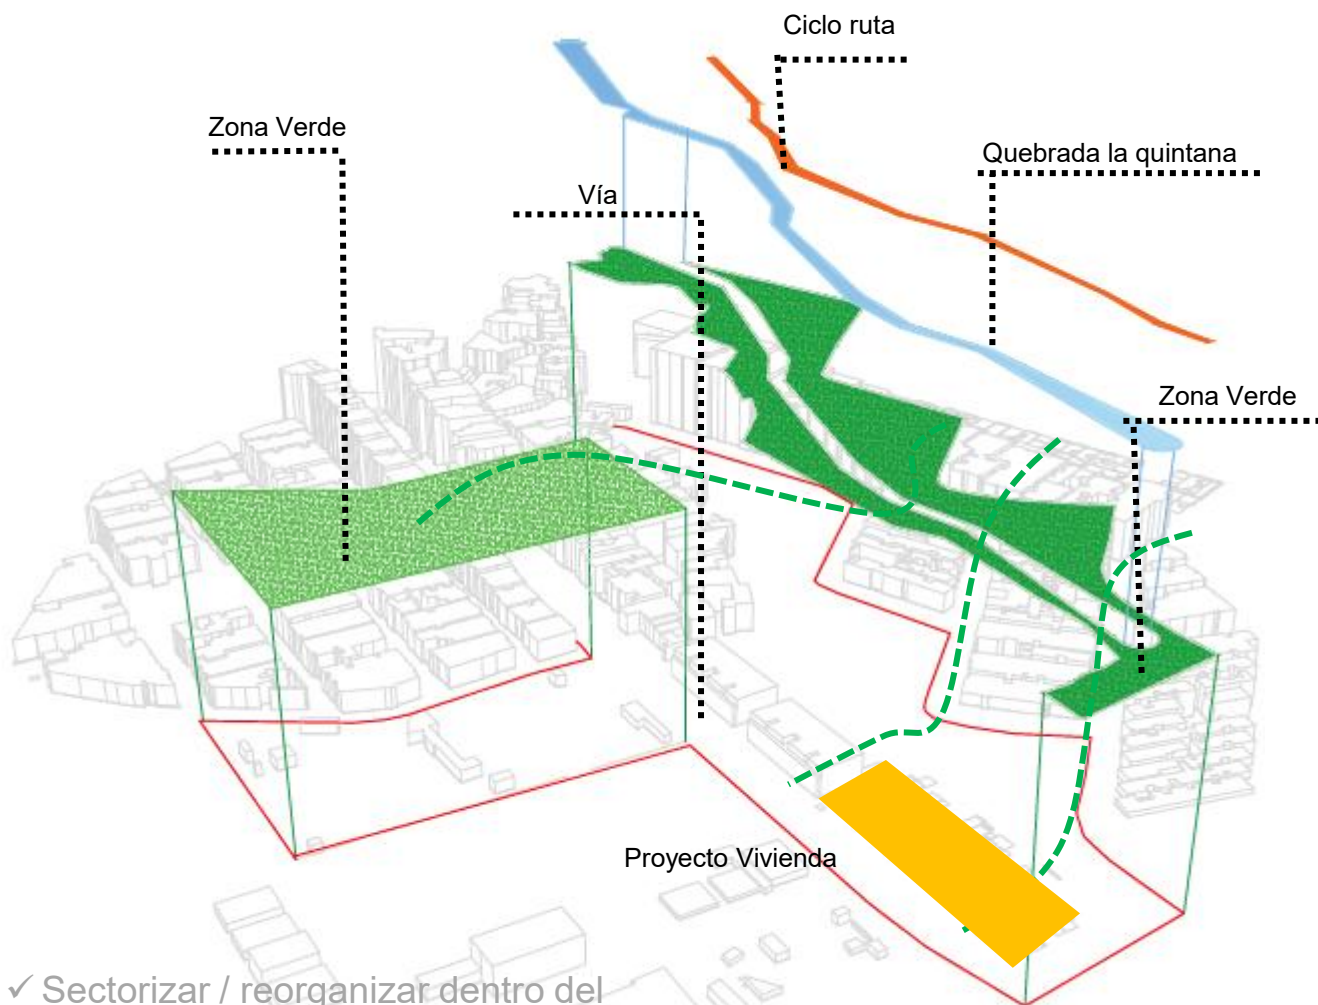 Ciclo ruta
Zona Verde
Quebrada la quintana
Vía
Zona Verde
Proyecto Vivienda
✓ Sectorizar / reorganizar dentro del